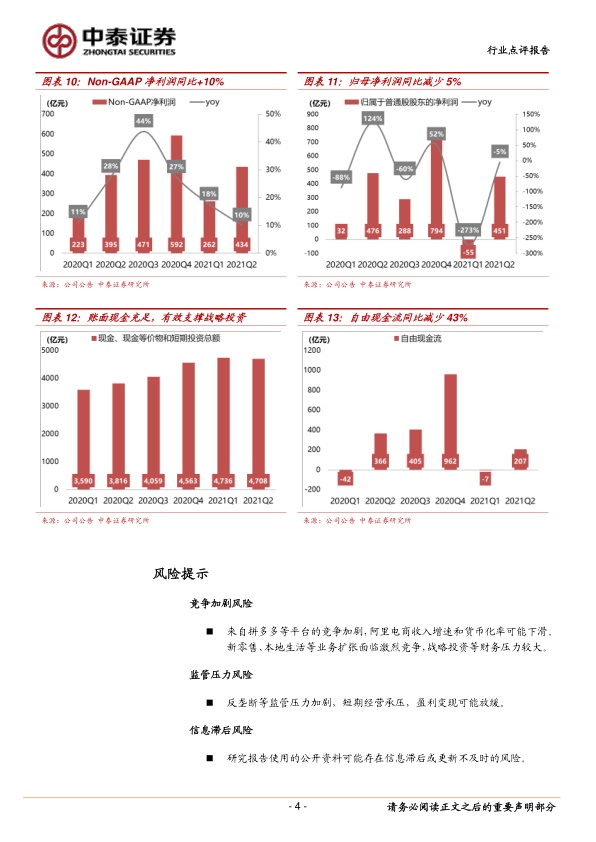 中泰证券
ZHONGTAI SECURITIES
行业点评报告
图表 10：Non-GAAP 净利润同比+10%
(亿元)
Non-GAAP净利润
yoy
700
600
500
400
300
200
100
0
50%
40%
30%
20%
10%
0%
11%
28%
44%
27%
18%
10%
223
395
471
592
262
434
2020Q1 2020Q2 2020Q3 2020Q4 2021Q1 2021Q2
来源：公司公告 中泰证券研究所
图表 11：归母净利润同比减少 5%
(亿元)
归属于普通股股东的净利润
yoy
900
800
700
600
500
400
300
200
100
0
-100
150%
100%
50%
0%
-50%
-100%
-150%
-200%
-250%
-300%
-88%
124%
-60%
52%
-273%
-5%
32
476
288
794
-55
451
2020Q1 2020Q2 2020Q3 2020Q4 2021Q1 2021Q2
来源：公司公告 中泰证券研究所
图表 12：账面现金充足，有效支撑战略投资
(亿元)
现金、现金等价物和短期投资总额
5000
4000
3000
2000
1000
0
3,590
3,816
4,059
4,563
4,736
4,708
2020Q1 2020Q2 2020Q3 2020Q4 2021Q1 2021Q2
来源：公司公告 中泰证券研究所
图表 13：自由现金流同比减少 43%
(亿元)
自由现金流
1200
1000
800
600
400
200
0
-200
-42
366
405
962
-7
207
2020Q1 2020Q2 2020Q3 2020Q4 2021Q1 2021Q2
来源：公司公告 中泰证券研究所
风险提示
竞争加剧风险
■ 来自拼多多等平台的竞争加剧，阿里电商收入增速和货币化率可能下滑。
新零售、本地生活等业务扩张面临激烈竞争，战略投资等财务压力较大。
监管压力风险
■ 反垄断等监管压力加剧，短期经营承压，盈利变现可能放缓。
信息滞后风险
■ 研究报告使用的公开资料可能存在信息滞后或更新不及时的风险。
- 4 -
请务必阅读正文之后的重要声明部分